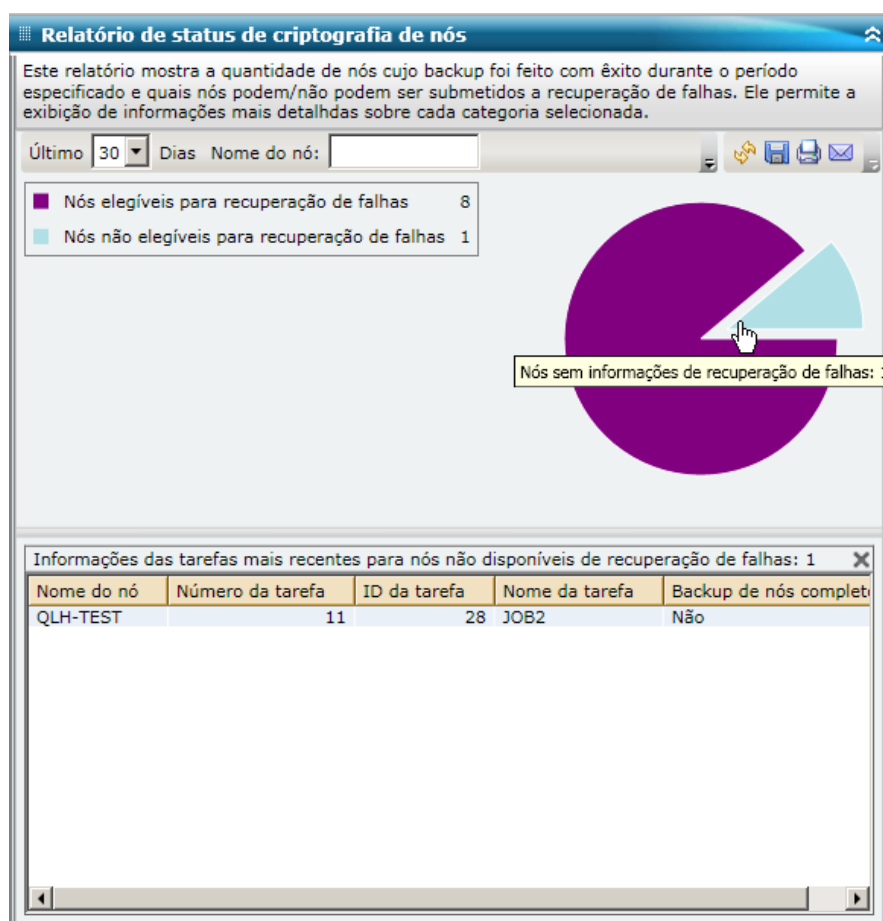 Relatório de status de criptografia de nós
Este relatório mostra a quantidade de nós cujo backup foi feito com êxito durante o período
especificado e quais nós podem/não podem ser submetidos a recuperação de falhas. Ele permite a
exibição de informações mais detalhdas sobre cada categoria selecionada.
Último 30 Dias Nome do nó:
Nós elegíveis para recuperação de falhas 8
Nós não elegíveis para recuperação de falhas 1
Nós sem informações de recuperação de falhas:
Informações das tarefas mais recentes para nós não disponíveis de recuperação de falhas: 1
Nome do nó Número da tarefa ID da tarefa Nome da tarefa Backup de nós complet
QLH-TEST 11 28 JOB2 Não